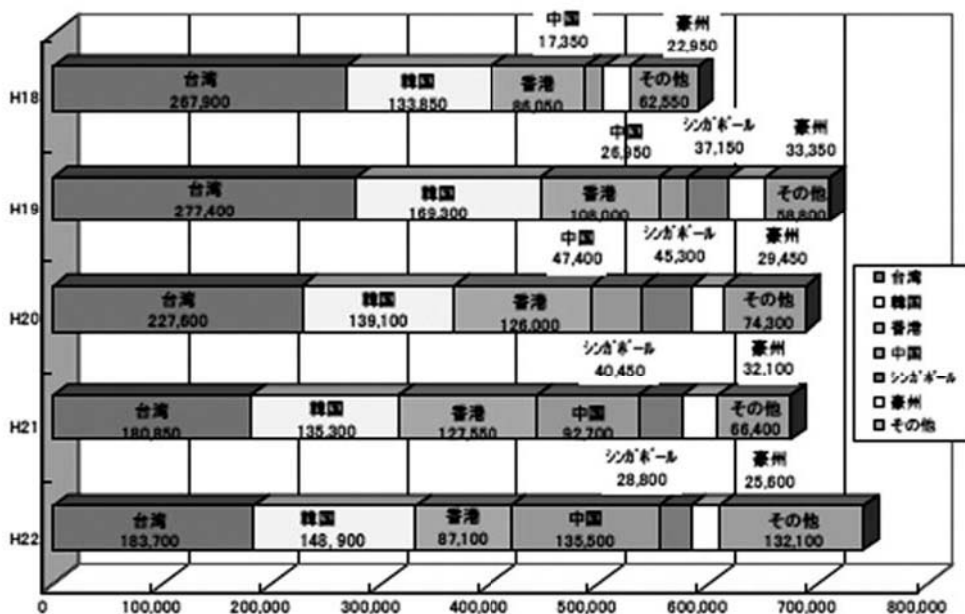 中国
17,350
豪州
22,950
H18
台湾
267,900
韓国
133,850
香港
86,050
その他
62,550
中国
26,950
シンガポール
37,150
豪州
33,350
H19
台湾
277,400
韓国
169,300
香港
108,000
その他
58,800
中国
47,400
シンガポール
45,300
豪州
29,450
H20
台湾
227,600
韓国
139,100
香港
126,000
その他
74,300
シンガポール
40,450
豪州
32,100
H21
台湾
180,850
韓国
135,300
香港
127,550
中国
92,700
その他
66,400
シンガポール
28,800
豪州
25,600
H22
台湾
183,700
韓国
148,900
香港
87,100
中国
135,500
その他
132,100
0 100,000 200,000 300,000 400,000 500,000 600,000 700,000 800,000
台湾
韓国
香港
中国
シンガポール
豪州
その他